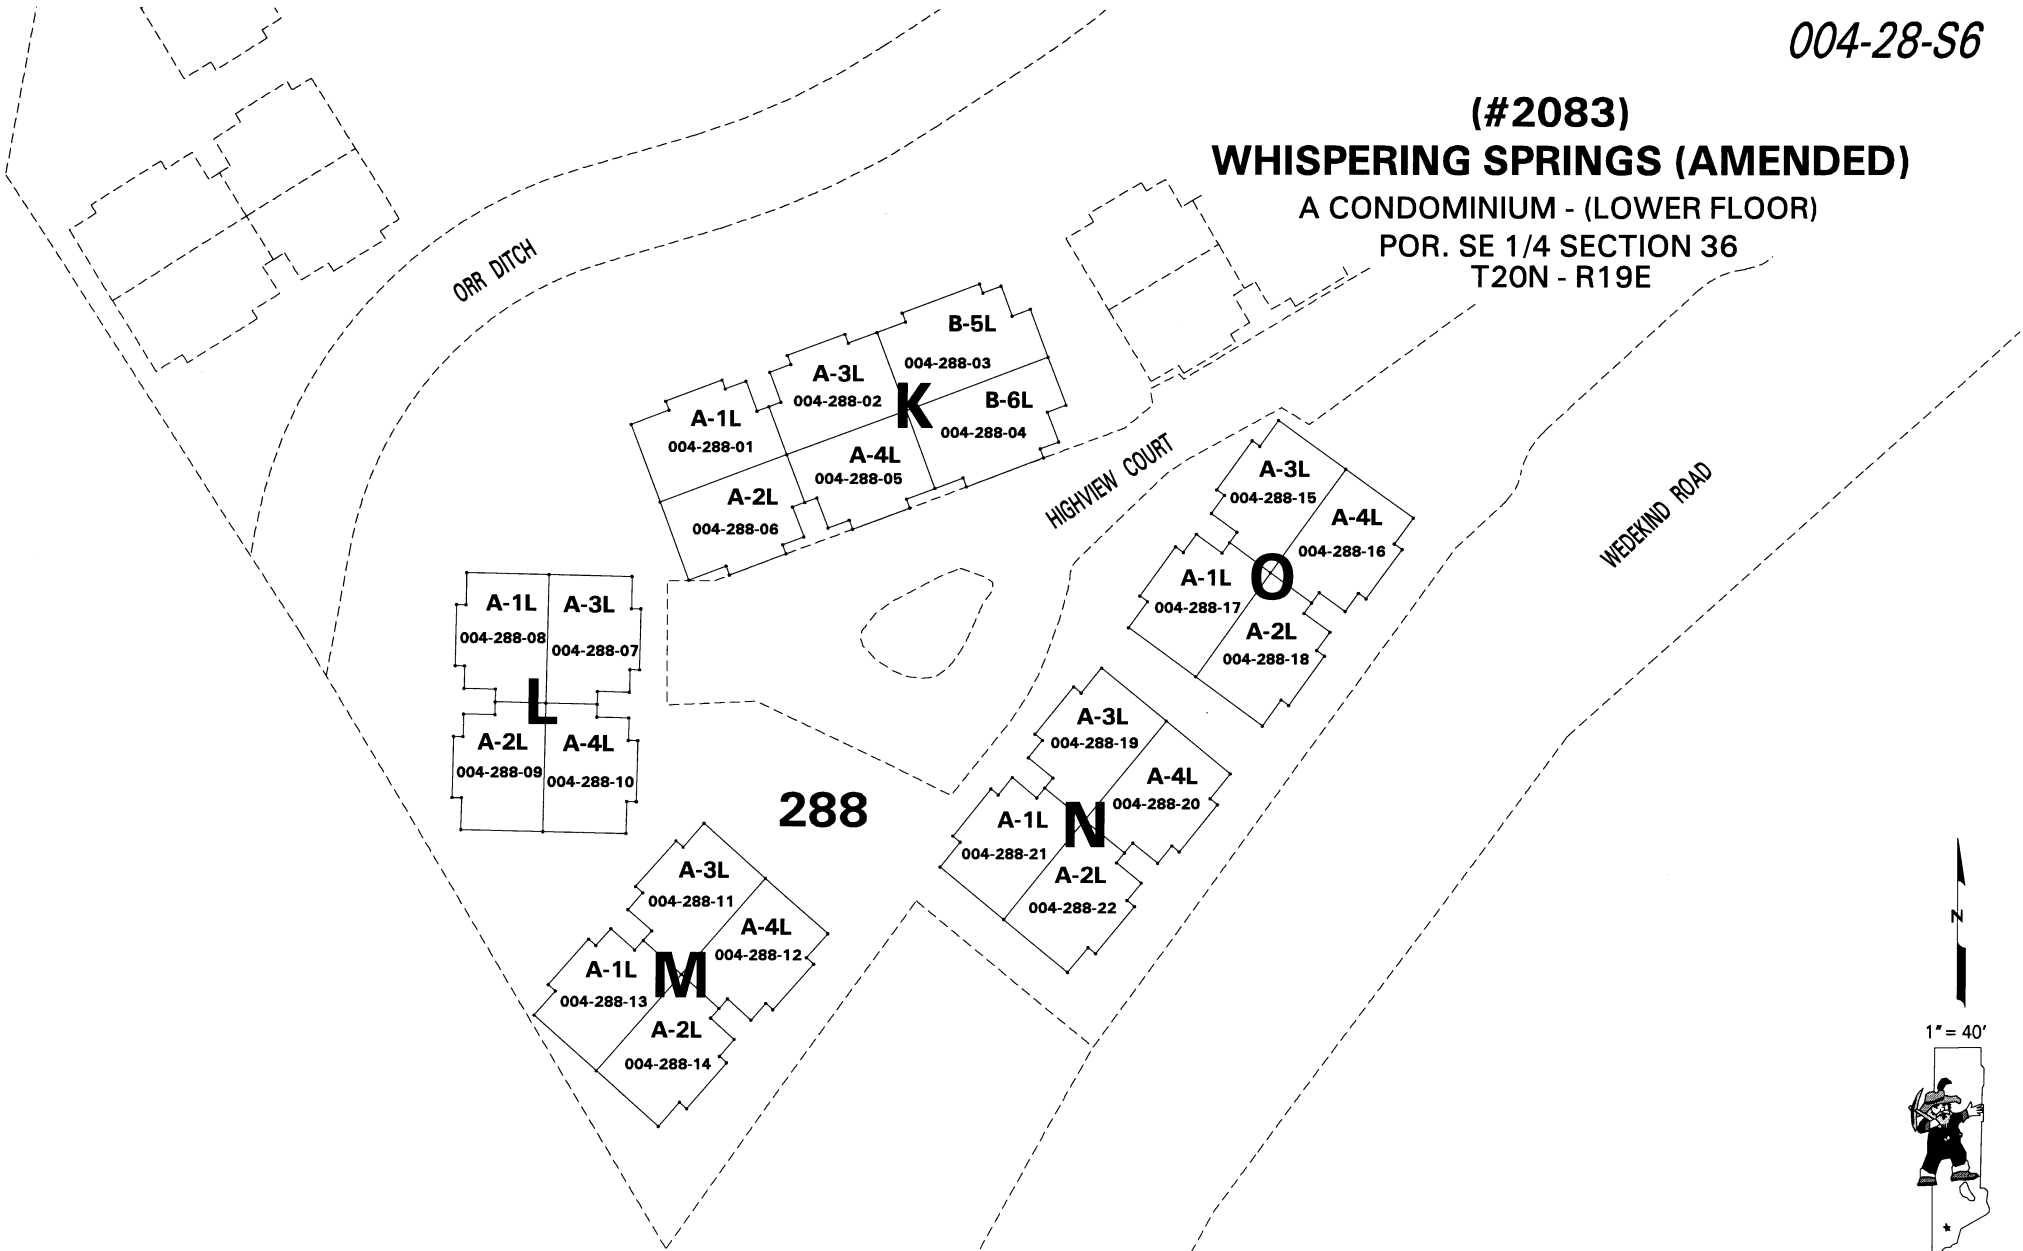 004-28-S6
(#2083)
WHISPERING SPRINGS (AMENDED)
A CONDOMINIUM - (LOWER FLOOR)
POR. SE 1/4 SECTION 36
T20N - R19E
ORR DITCH
B-5L
004-288-03
A-3L
004-288-02
K
B-6L
004-288-04
A-1L
004-288-01
A-4L
004-288-05
A-2L
004-288-06
HIGHVIEW COURT
WEDEKIND ROAD
A-3L
004-288-15
A-4L
004-288-16
O
A-1L
004-288-17
A-2L
004-288-18
A-1L
004-288-08
A-3L
004-288-07
L
A-2L
004-288-09
A-4L
004-288-10
A-3L
004-288-19
A-4L
004-288-20
N
A-1L
004-288-21
A-2L
004-288-22
288
A-3L
004-288-11
A-4L
004-288-12
M
A-1L
004-288-13
A-2L
004-288-14
N
1" = 40'